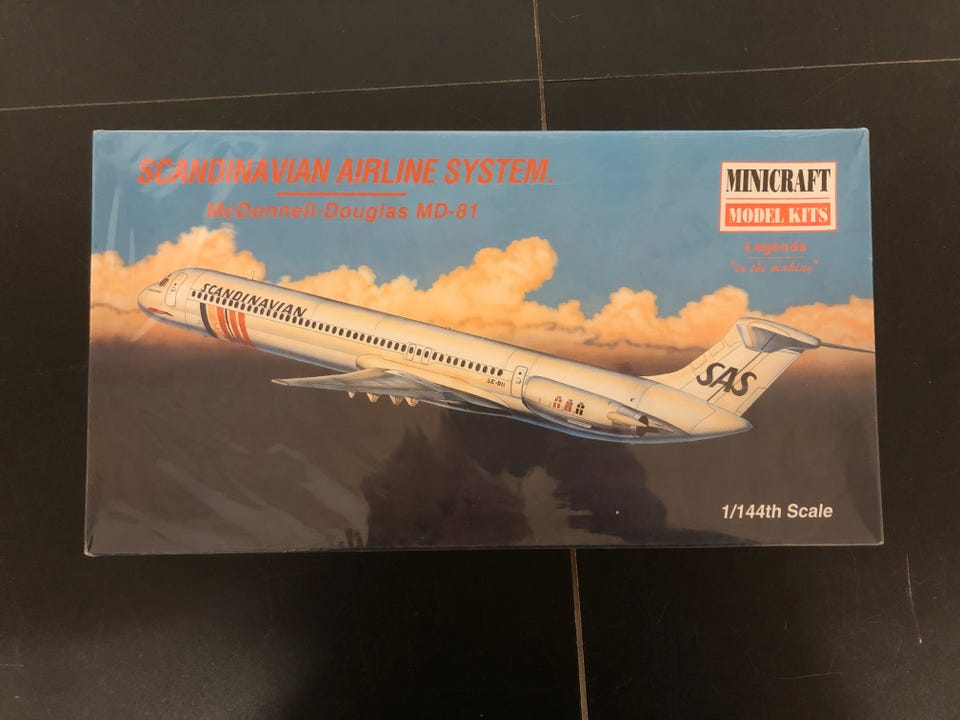 SCANDINAVIAN AIRLINE SYSTEM.
McDonnell-Douglas MD-81
MINICRAFT
MODEL KITS
Legends
"in the making"
SCANDINAVIAN
SAS
1/144th Scale